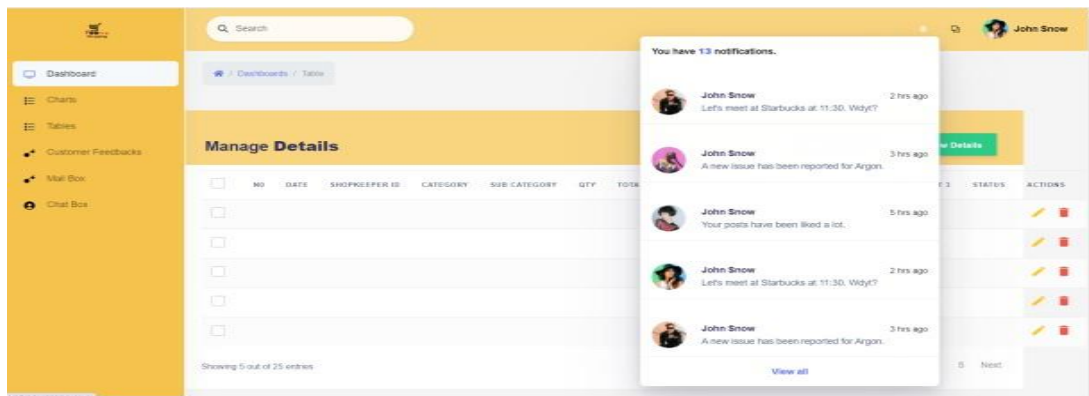 Search
John Snow
Dashboard
Charts
Tables
Customer Feedbacks
Mail Box
Chat Box
/ Dashboards / Table
Manage Details
Details
NO DATE SHOPKEEPER ID CATEGORY SUB CATEGORY QTY STATUS ACTIONS
Showing 5 out of 25 entries
5 Next
You have 13 notifications.
John Snow 2 hrs ago
Let's meet at Starbucks at 11:30. Wdyt?
John Snow 3 hrs ago
A new issue has been reported for Argon.
John Snow 5 hrs ago
Your posts have been liked a lot.
John Snow 2 hrs ago
Let's meet at Starbucks at 11:30. Wdyt?
John Snow 3 hrs ago
A new issue has been reported for Argon.
View all